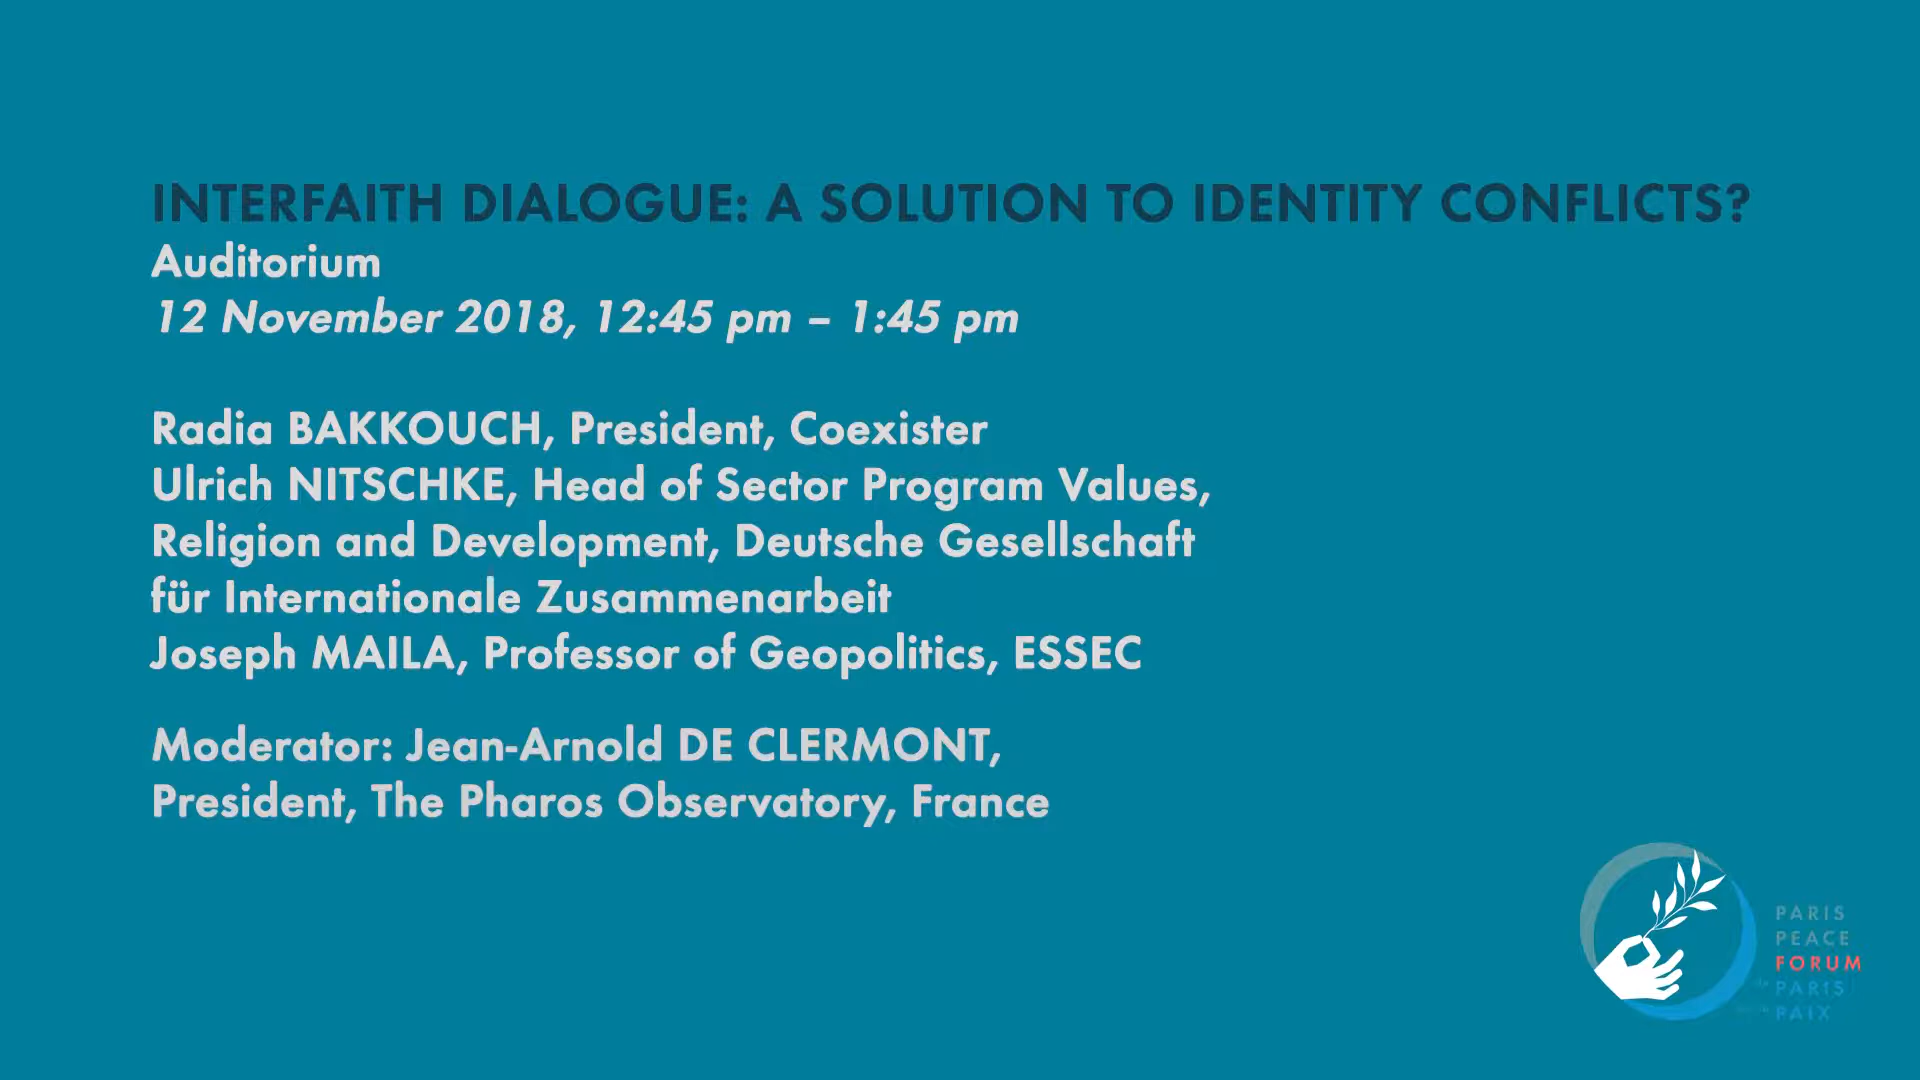 INTERFAITH DIALOGUE: A SOLUTION TO IDENTITY CONFLICTS?
Auditorium
12 November 2018, 12:45 pm – 1:45 pm
Radia BAKKOUCH, President, Coexister
Ulrich NITSCHKE, Head of Sector Program Values,
Religion and Development, Deutsche Gesellschaft
für Internationale Zusammenarbeit
Joseph MAILA, Professor of Geopolitics, ESSEC
Moderator: Jean-Arnold DE CLERMONT,
President, The Pharos Observatory, France
PARIS
PEACE
FORUM
PARIS
PAIX